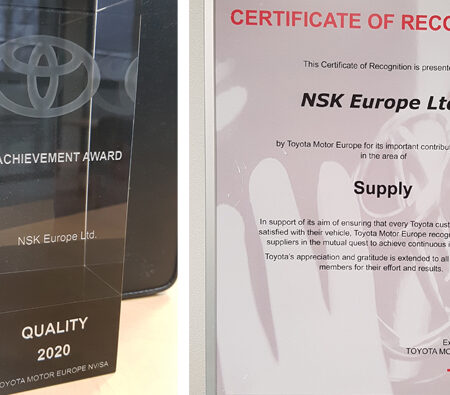 ACHIEVEMENT AWARD
NSK Europe Ltd.
QUALITY
2020
TOYOTA MOTOR EUROPE NV/SA
CERTIFICATE OF RECO
This Certificate of Recognition is presente
NSK Europe Ltd
by Toyota Motor Europe for its important contribut
in the area of
Supply
In support of its aim of ensuring that every Toyota cust
satisfied with their vehicle, Toyota Motor Europe recog
suppliers in the mutual quest to achieve continuous i
Toyota's appreciation and gratitude is extended to all
members for their effort and results.
Ex
TOYOTA MO